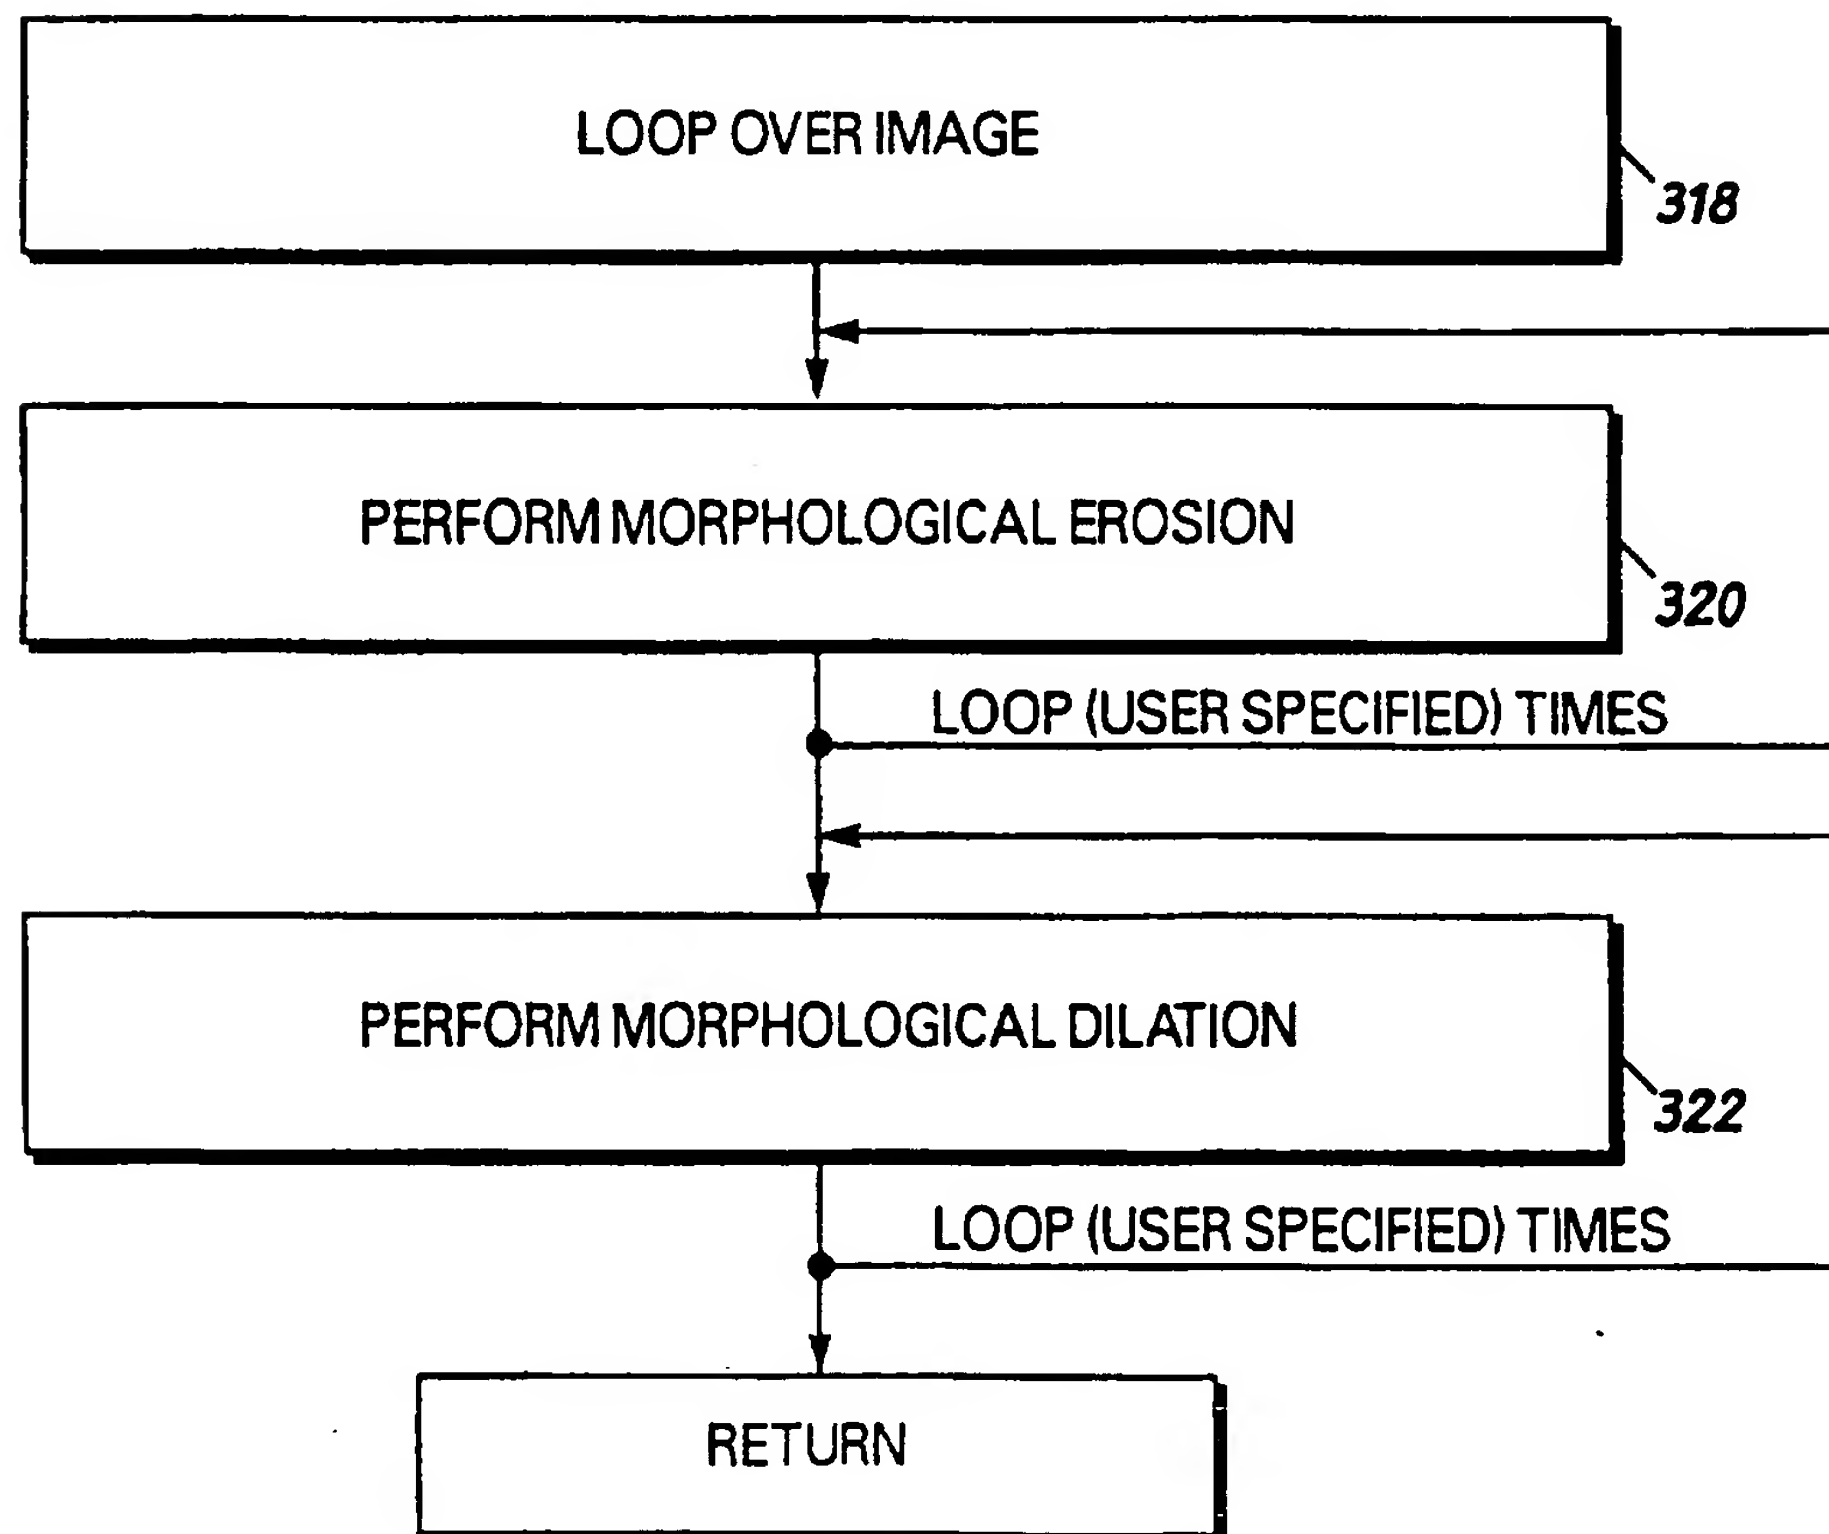 LOOP OVER IMAGE
318
PERFORM MORPHOLOGICAL EROSION
320
LOOP (USER SPECIFIED) TIMES
PERFORM MORPHOLOGICAL DILATION
322
LOOP (USER SPECIFIED) TIMES
RETURN